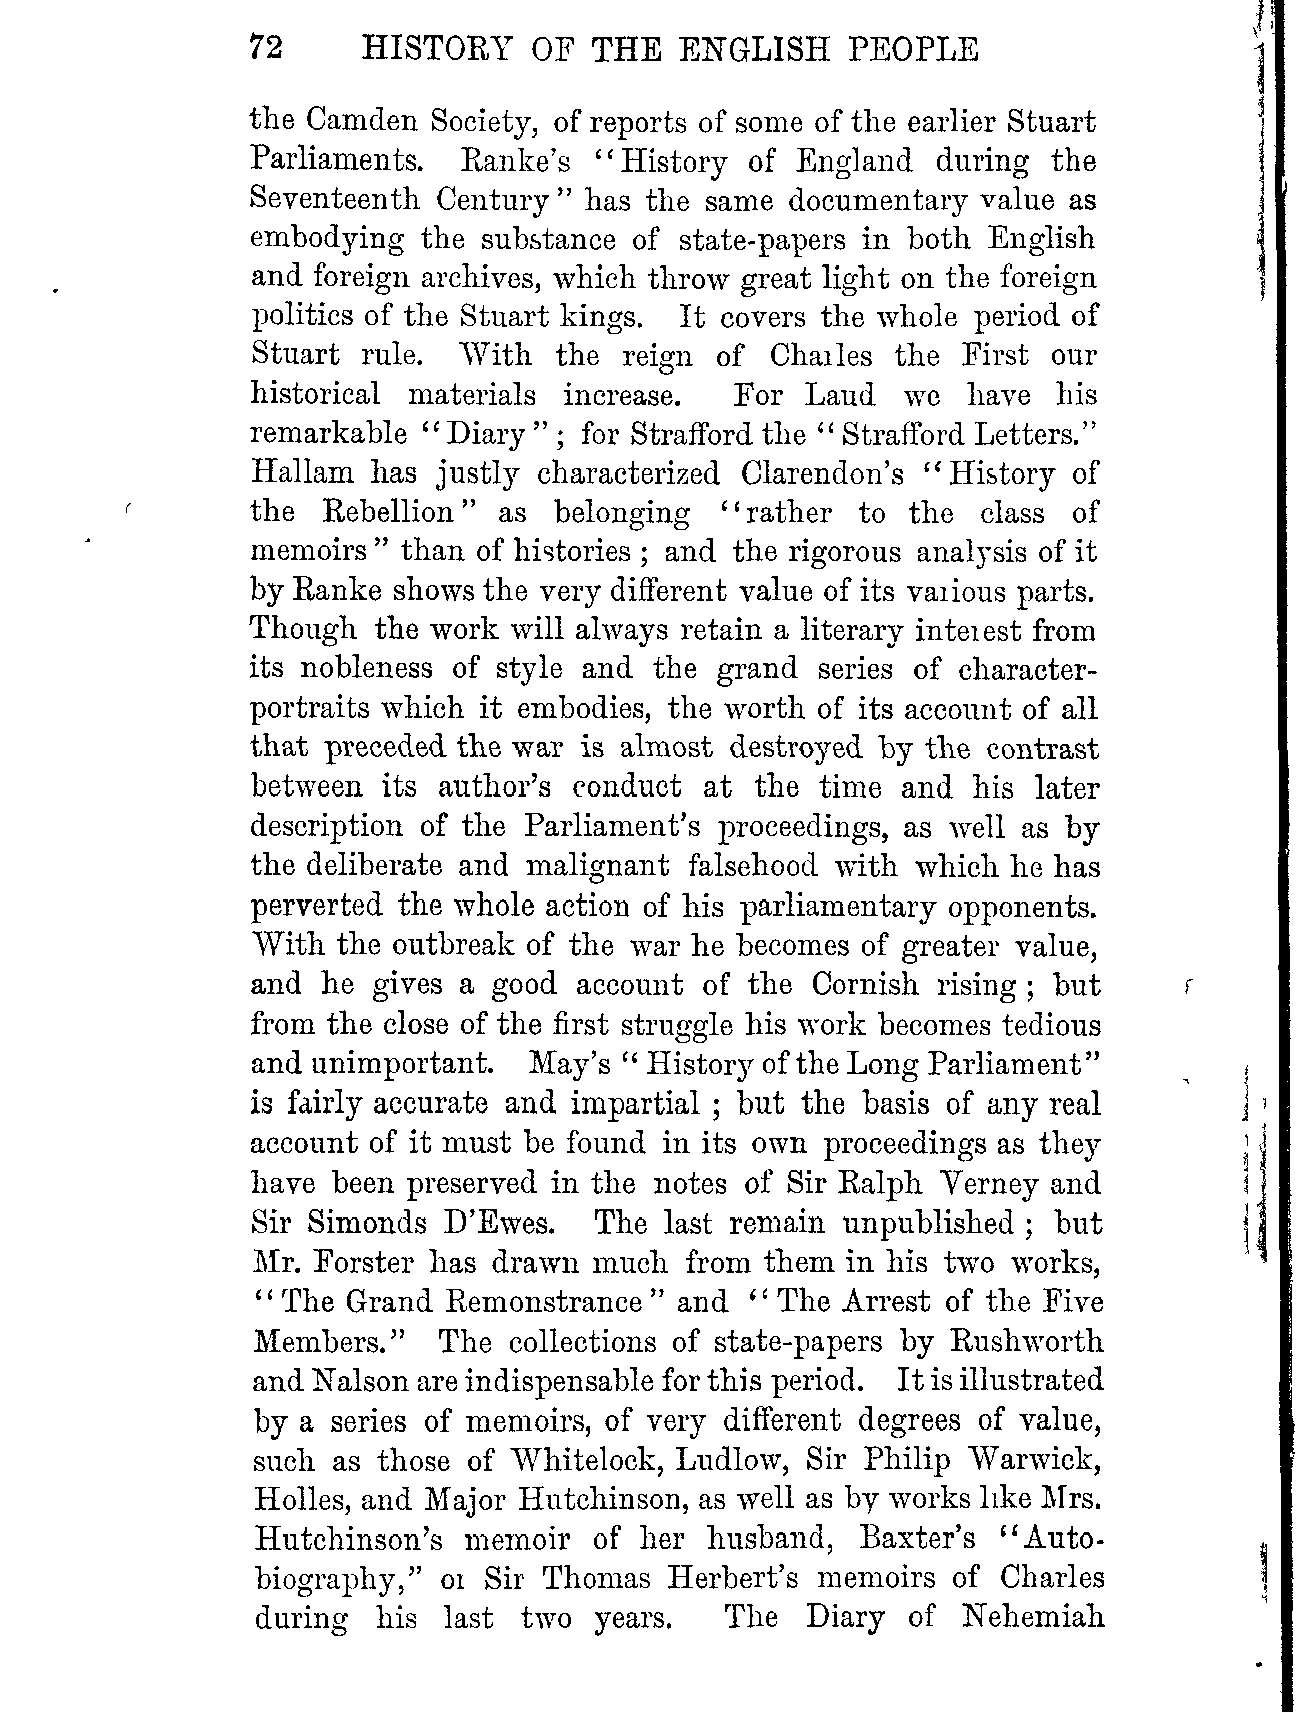 72 HISTORY OF THE ENGLISH PEOPLE
the Camden Society, of reports of some of the earlier Stuart
Parliaments. Ranke's "History of England during the
Seventeenth Century" has the same documentary value as
embodying the substance of state-papers in both English
and foreign archives, which throw great light on the foreign
politics of the Stuart kings. It covers the whole period of
Stuart rule. With the reign of Charles the First our
historical materials increase. For Laud we have his
remarkable "Diary"; for Strafford the "Strafford Letters."
Hallam has justly characterized Clarendon's "History of
the Rebellion" as belonging "rather to the class of
memoirs" than of histories; and the rigorous analysis of it
by Ranke shows the very different value of its various parts.
Though the work will always retain a literary interest from
its nobleness of style and the grand series of character-
portraits which it embodies, the worth of its account of all
that preceded the war is almost destroyed by the contrast
between its author's conduct at the time and his later
description of the Parliament's proceedings, as well as by
the deliberate and malignant falsehood with which he has
perverted the whole action of his parliamentary opponents.
With the outbreak of the war he becomes of greater value,
and he gives a good account of the Cornish rising; but
from the close of the first struggle his work becomes tedious
and unimportant. May's "History of the Long Parliament"
is fairly accurate and impartial; but the basis of any real
account of it must be found in its own proceedings as they
have been preserved in the notes of Sir Ralph Verney and
Sir Simonds D'Ewes. The last remain unpublished; but
Mr. Forster has drawn much from them in his two works,
"The Grand Remonstrance" and "The Arrest of the Five
Members." The collections of state-papers by Rushworth
and Nalson are indispensable for this period. It is illustrated
by a series of memoirs, of very different degrees of value,
such as those of Whitelock, Ludlow, Sir Philip Warwick,
Holles, and Major Hutchinson, as well as by works like Mrs.
Hutchinson's memoir of her husband, Baxter's "Auto-
biography," or Sir Thomas Herbert's memoirs of Charles
during his last two years. The Diary of Nehemiah